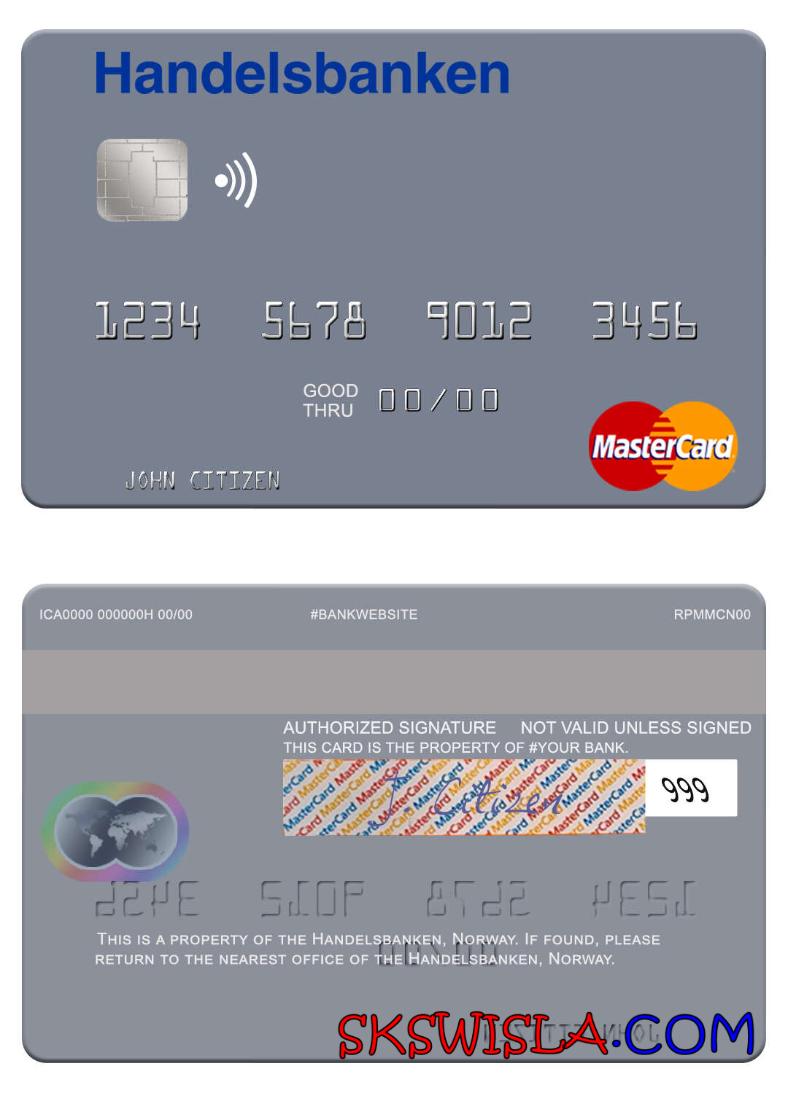 Handelsbanken
1234 5678 9012 3456
GOOD THRU 00/00
MasterCard
JOHN CITIZEN
ICA0000 000000H 00/00 #BANKWEBSITE RPMMCN00
AUTHORIZED SIGNATURE NOT VALID UNLESS SIGNED
THIS CARD IS THE PROPERTY OF #YOUR BANK.
J. Citizen 999
THIS IS A PROPERTY OF THE HANDELSBANKEN, NORWAY. IF FOUND, PLEASE
RETURN TO THE NEAREST OFFICE OF THE HANDELSBANKEN, NORWAY.
SKSWISLA.COM